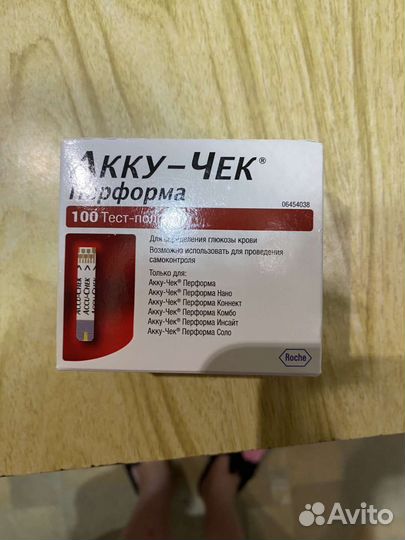 АККУ-ЧЕК®
Перформа
06454038
100 Тест-поло
Для определения глюкозы крови
Возможно использовать для проведения
самоконтроля
Только для:
Акку-Чек® Перформа
Акку-Чек® Перформа Нано
Акку-Чек® Перформа Коннект
Акку-Чек® Перформа Комбо
Акку-Чек® Перформа Инсайт
Акку-Чек® Перформа Соло
ACCU-CHEK
ACCU-CHEK
Roche
Avito